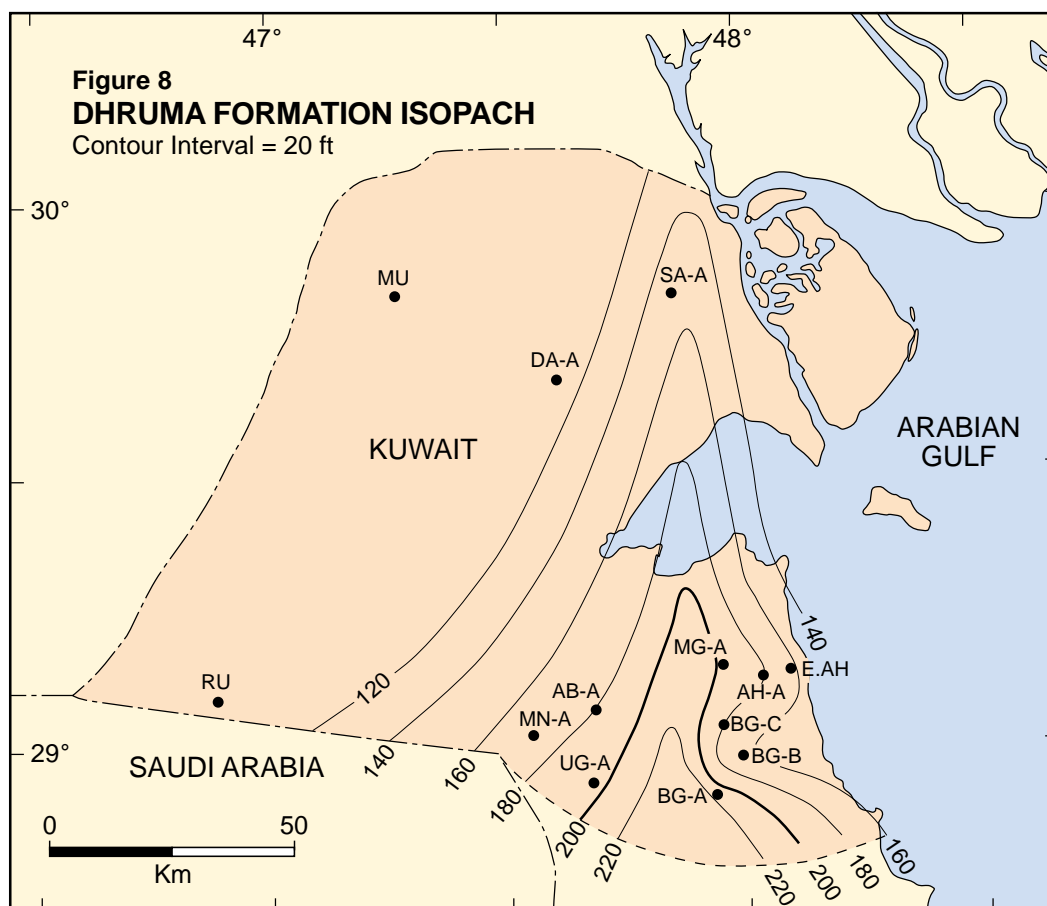 47°
48°
Figure 8
DHRUMA FORMATION ISOPACH
Contour Interval = 20 ft
30°
MU
SA-A
DA-A
KUWAIT
ARABIAN
GULF
140
MG-A
E.AH
RU
120
AB-A
AH-A
MN-A
BG-C
29°
140
160
BG-B
SAUDI ARABIA
UG-A
180
BG-A
200
220
160
180
200
220
0 50
Km